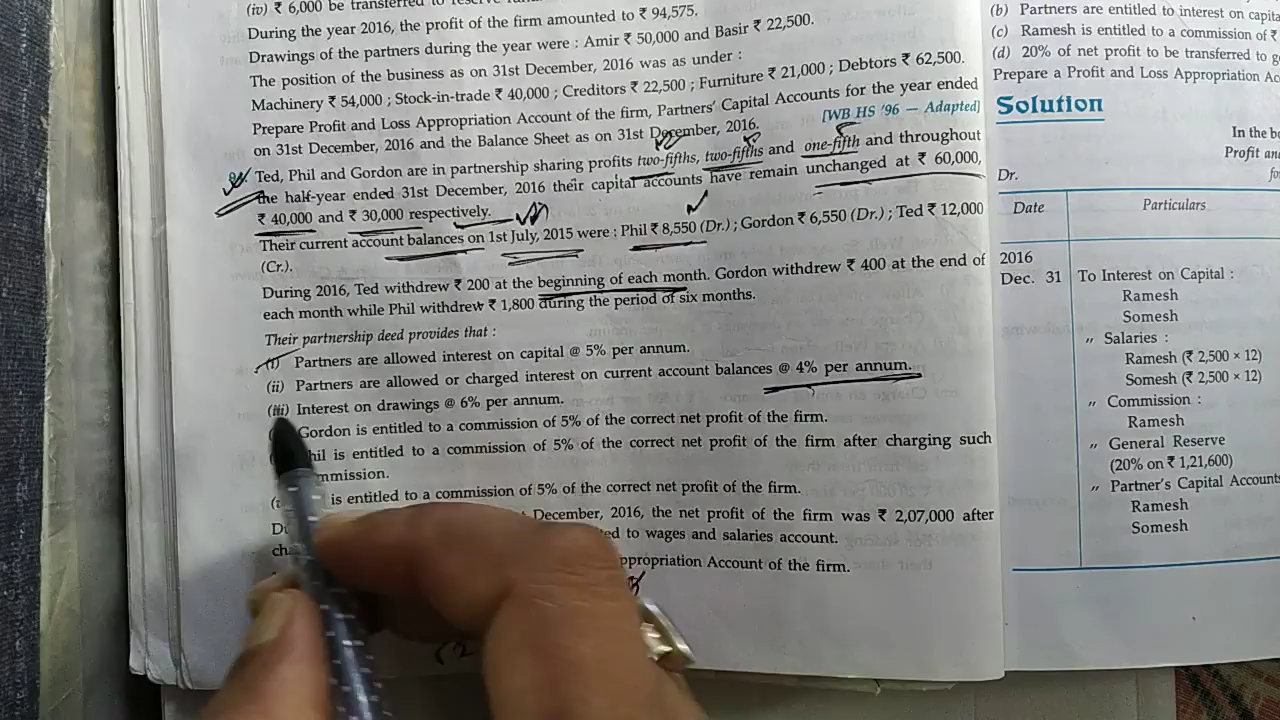 (iv) ₹ 6,000 be transferred to reserve
During the year 2016, the profit of the firm amounted to ₹ 94,575.
Drawings of the partners during the year were : Amir ₹ 50,000 and Basir ₹ 22,500.
The position of the business as on 31st December, 2016 was as under :
Machinery ₹ 54,000 ; Stock-in-trade ₹ 40,000 ; Creditors ₹ 22,500 ; Furniture ₹ 21,000 ; Debtors ₹ 62,500.
Prepare Profit and Loss Appropriation Account of the firm, Partners' Capital Accounts for the year ended
on 31st December, 2016 and the Balance Sheet as on 31st December, 2016.
[WB HS '96 — Adapted]
Ted, Phil and Gordon are in partnership sharing profits two-fifths, two-fifths and one-fifth and throughout
the half-year ended 31st December, 2016 their capital accounts have remain unchanged at ₹ 60,000,
₹ 40,000 and ₹ 30,000 respectively.
Their current account balances on 1st July, 2015 were : Phil ₹ 8,550 (Dr.) ; Gordon ₹ 6,550 (Dr.) ; Ted ₹ 12,000
(Cr.).
During 2016, Ted withdrew ₹ 200 at the beginning of each month. Gordon withdrew ₹ 400 at the end of
each month while Phil withdrew ₹ 1,800 during the period of six months.
Their partnership deed provides that :
(i) Partners are allowed interest on capital @ 5% per annum.
(ii) Partners are allowed or charged interest on current account balances @ 4% per annum.
(iii) Interest on drawings @ 6% per annum.
Gordon is entitled to a commission of 5% of the correct net profit of the firm.
is entitled to a commission of 5% of the correct net profit of the firm after charging such
is entitled to a commission of 5% of the correct net profit of the firm.
December, 2016, the net profit of the firm was ₹ 2,07,000 after
to wages and salaries account.
Account of the firm.
(b) Partners are entitled to interest on
(c) Ramesh is entitled to a commission of ₹
(d) 20% of net profit to be transferred to
Prepare a Profit and Loss Appropriation
Solution
In the
Profit
Dr.
Date Particulars
2016
Dec. 31 To Interest on Capital :
Ramesh
Somesh
„ Salaries :
Ramesh (₹ 2,500 × 12)
Somesh (₹ 2,500 × 12)
„ Commission :
Ramesh
„ General Reserve
(20% on ₹ 1,21,600)
„ Partner's Capital
Ramesh
Somesh